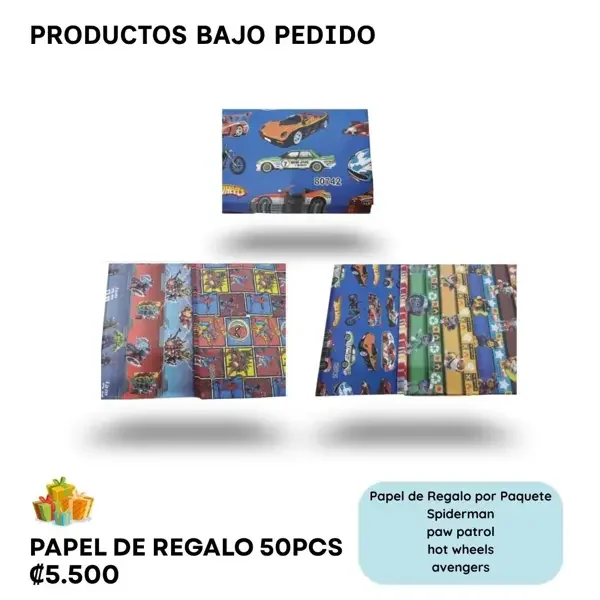 PRODUCTOS BAJO PEDIDO
80742
PAPEL DE REGALO 50PCS
₡5.500
Papel de Regalo por Paquete
Spiderman
paw patrol
hot wheels
avengers